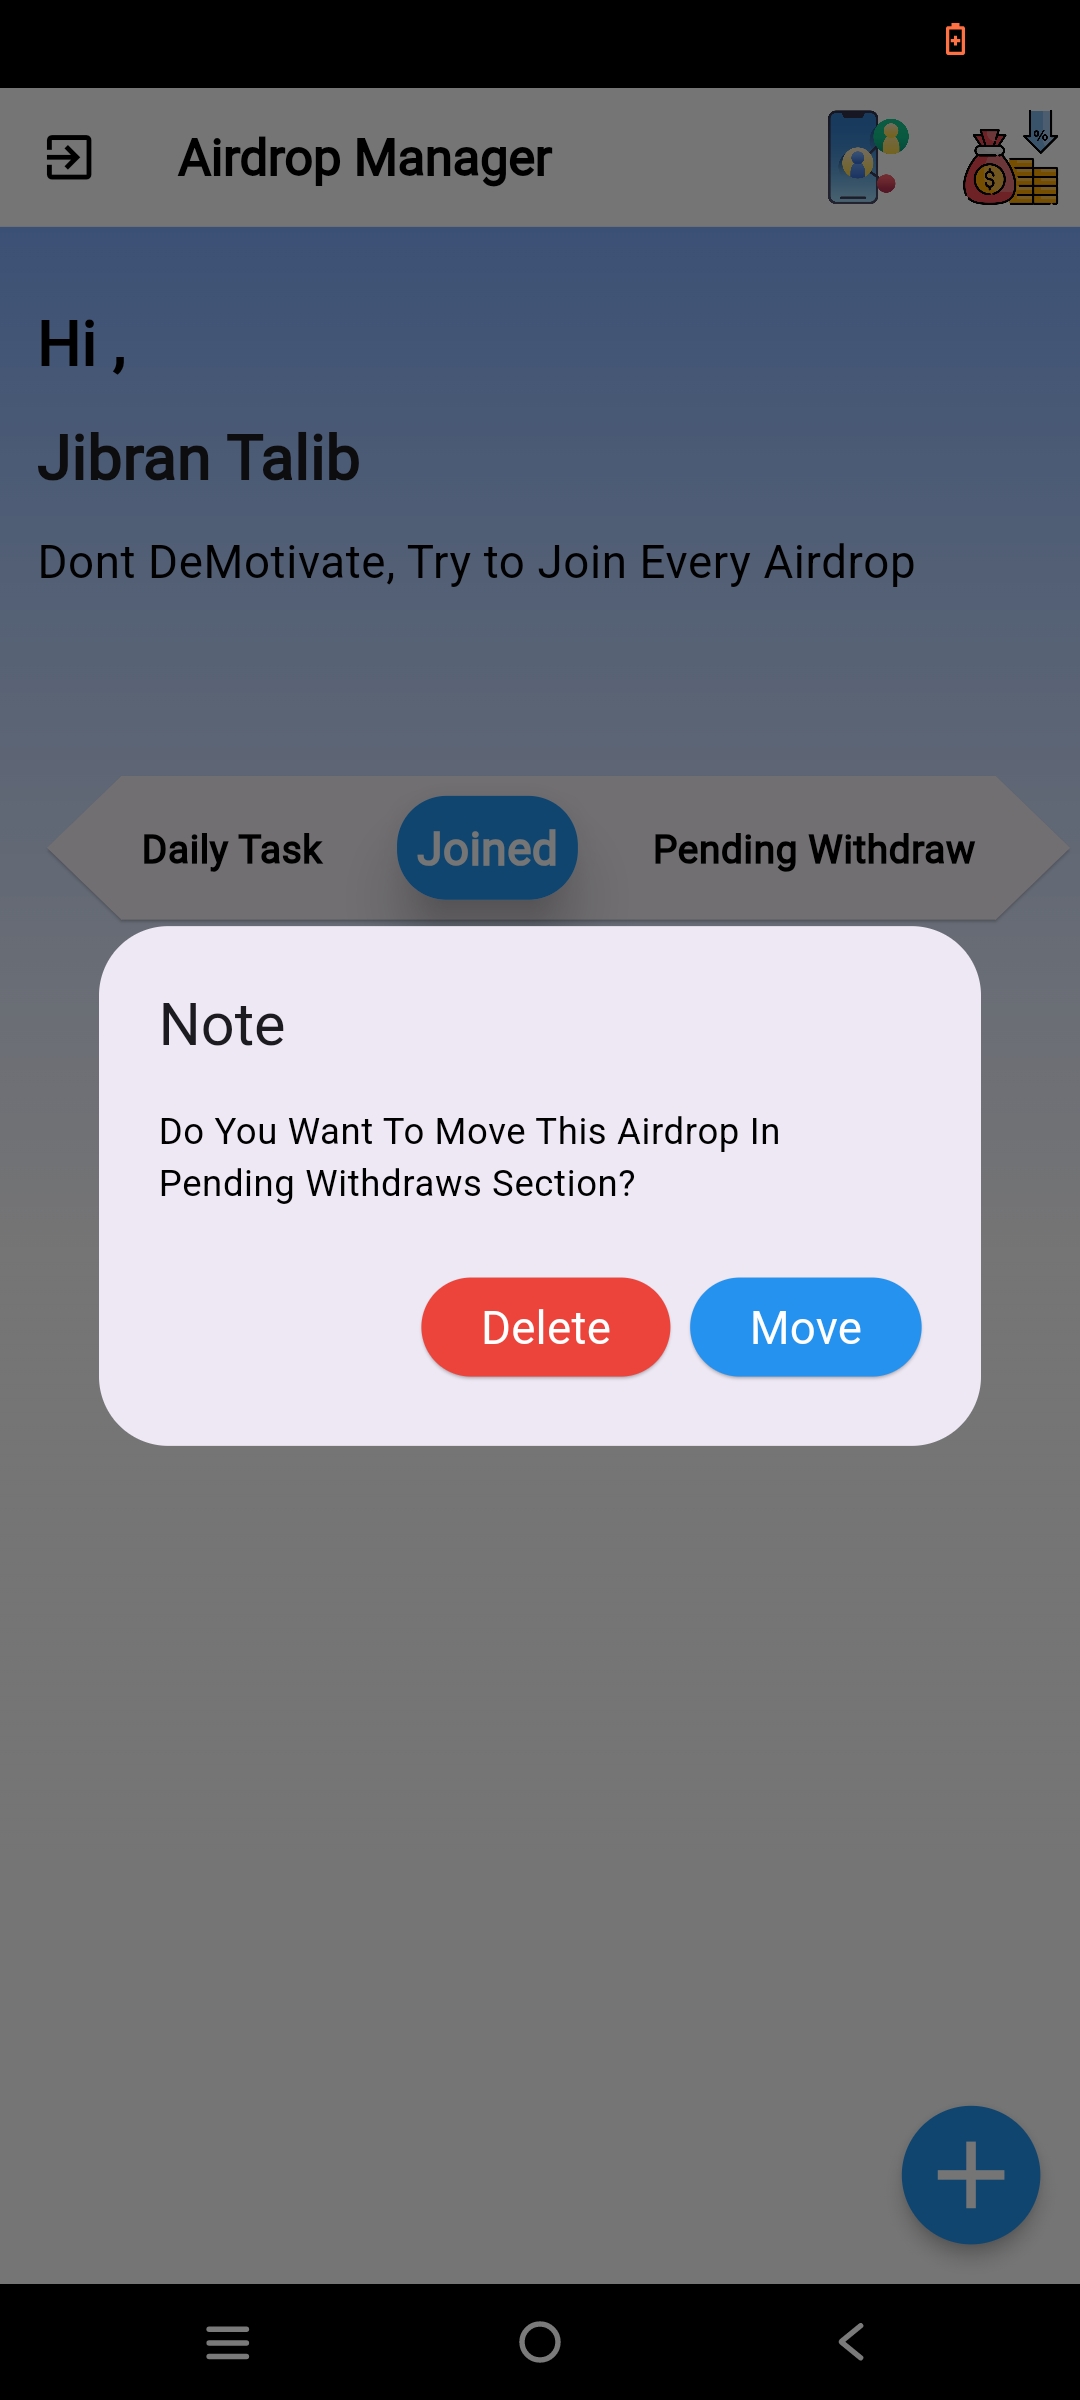 Airdrop Manager
%
$
Hi ,
Jibran Talib
Dont DeMotivate, Try to Join Every Airdrop
Daily Task
Joined
Pending Withdraw
Note
Do You Want To Move This Airdrop In
Pending Withdraws Section?
Delete
Move